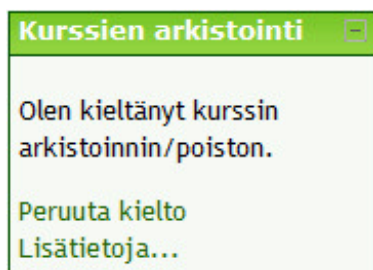 Kurssien arkistointi
Olen kieltänyt kurssin
arkistoinnin/poiston.
Peruuta kielto
Lisätietoja...